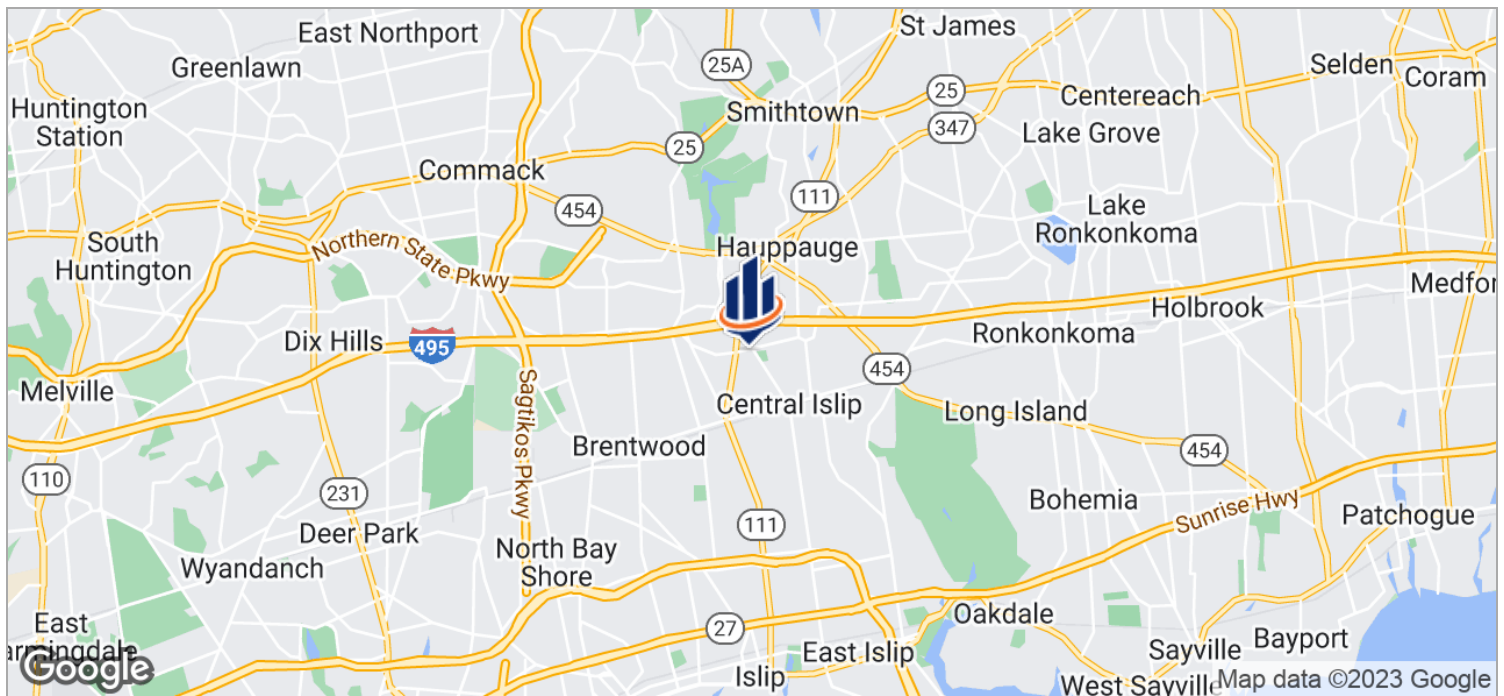 East Northport
St James
25A
Greenlawn
Selden
Coram
Huntington
Station
25
Centereach
Smithtown
347
Lake Grove
25
Commack
111
454
Lake
Ronkonkoma
South
Huntington
Northern State Pkwy
Hauppauge
Medfor
Holbrook
Ronkonkoma
Dix Hills
495
454
Melville
Sagtikos Pkwy
Central Islip
Long Island
Brentwood
454
110
231
Bohemia
Sunrise Hwy
111
Patchogue
Deer Park
North Bay
Shore
Wyandanch
Oakdale
East
armingdale
27
East Islip
Sayville
Bayport
Google
Islip
West Sayville
Map data ©2023 Google